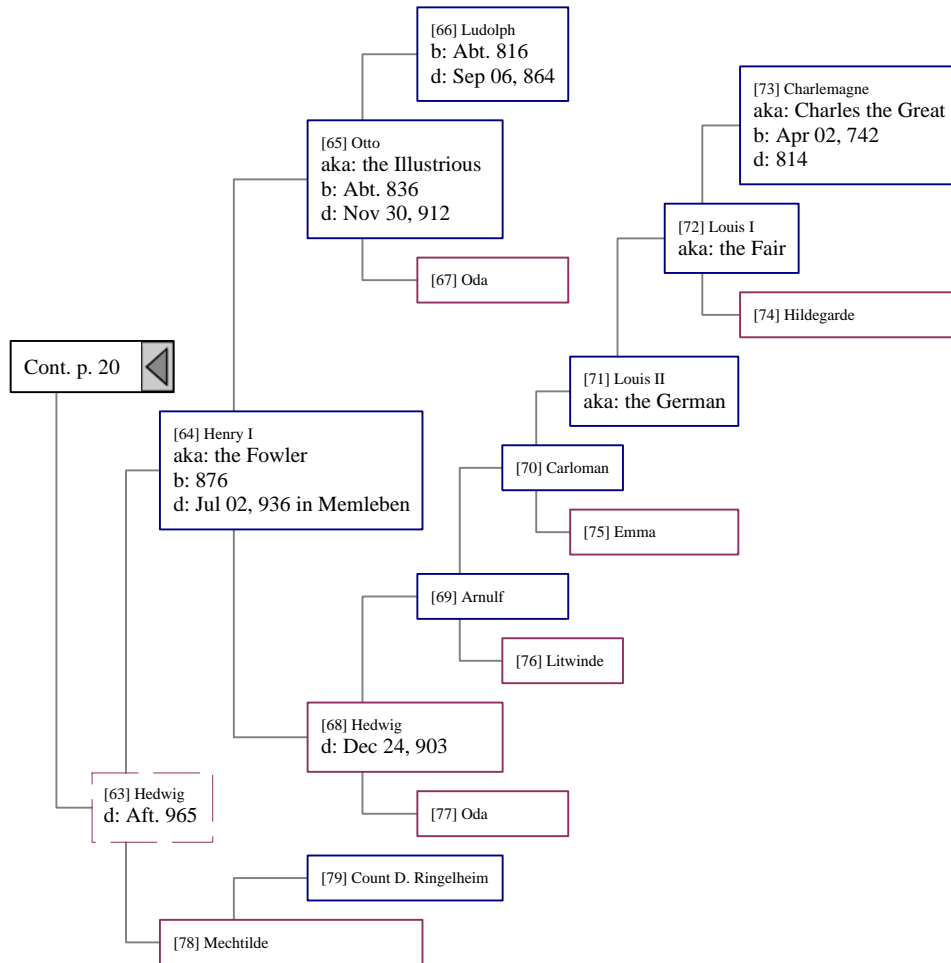 [66] Ludolph
b: Abt. 816
d: Sep 06, 864
[73] Charlemagne
aka: Charles the Great
b: Apr 02, 742
d: 814
[65] Otto
aka: the Illustrious
b: Abt. 836
d: Nov 30, 912
[72] Louis I
aka: the Fair
[67] Oda
[74] Hildegarde
Cont. p. 20
[71] Louis II
aka: the German
[64] Henry I
aka: the Fowler
b: 876
d: Jul 02, 936 in Memleben
[70] Carloman
[75] Emma
[69] Arnulf
[76] Litwinde
[68] Hedwig
d: Dec 24, 903
[63] Hedwig
d: Aft. 965
[77] Oda
[79] Count D. Ringelheim
[78] Mechtilde